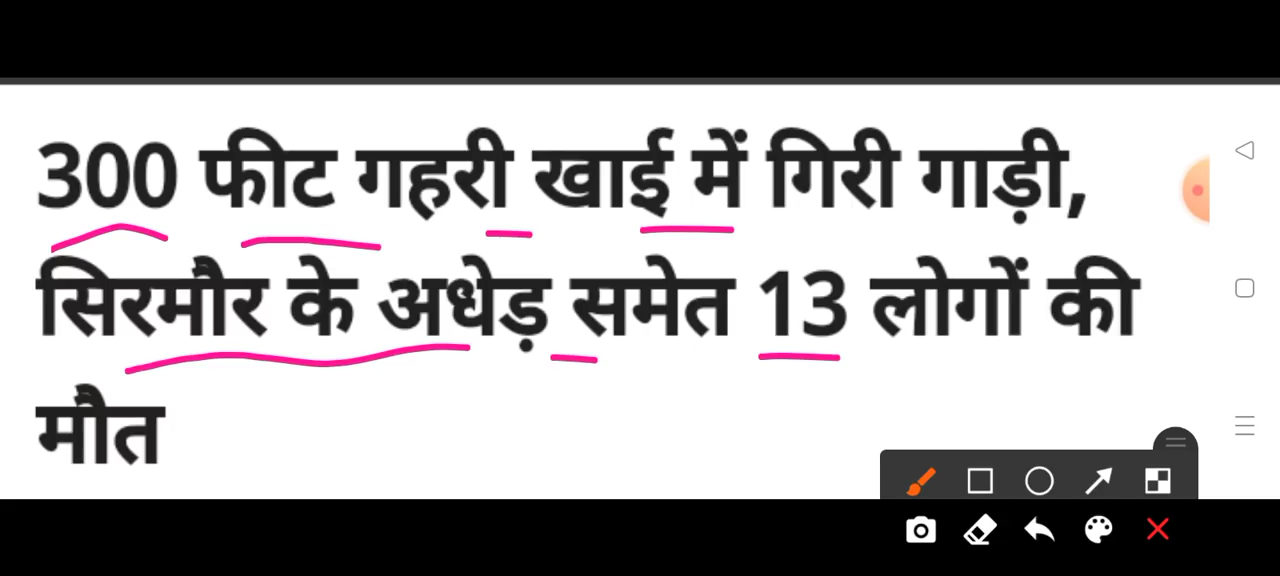 300 फीट गहरी खाई में गिरी गाड़ी,
सिरमौर के अधेड़ समेत 13 लोगों की
मौत